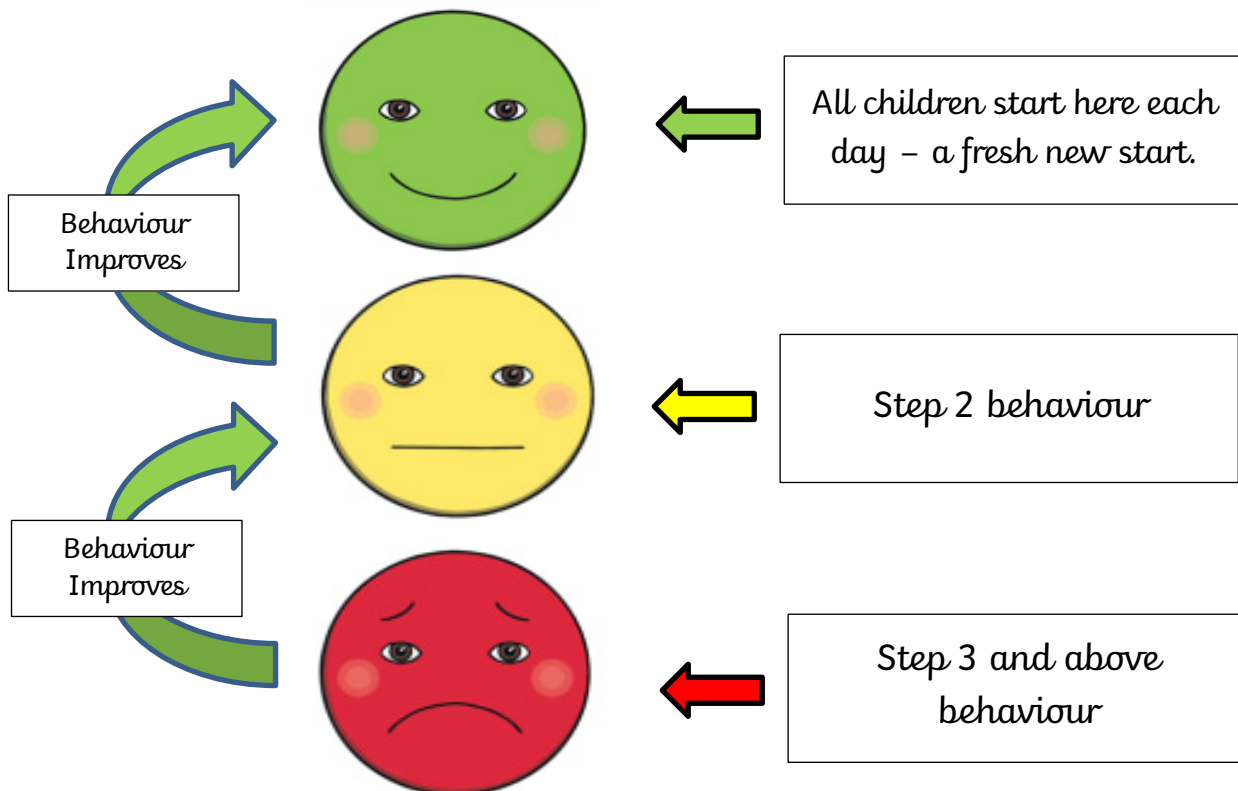 All children start here each
day – a fresh new start.
Behaviour
Improves
Step 2 behaviour
Behaviour
Improves
Step 3 and above
behaviour